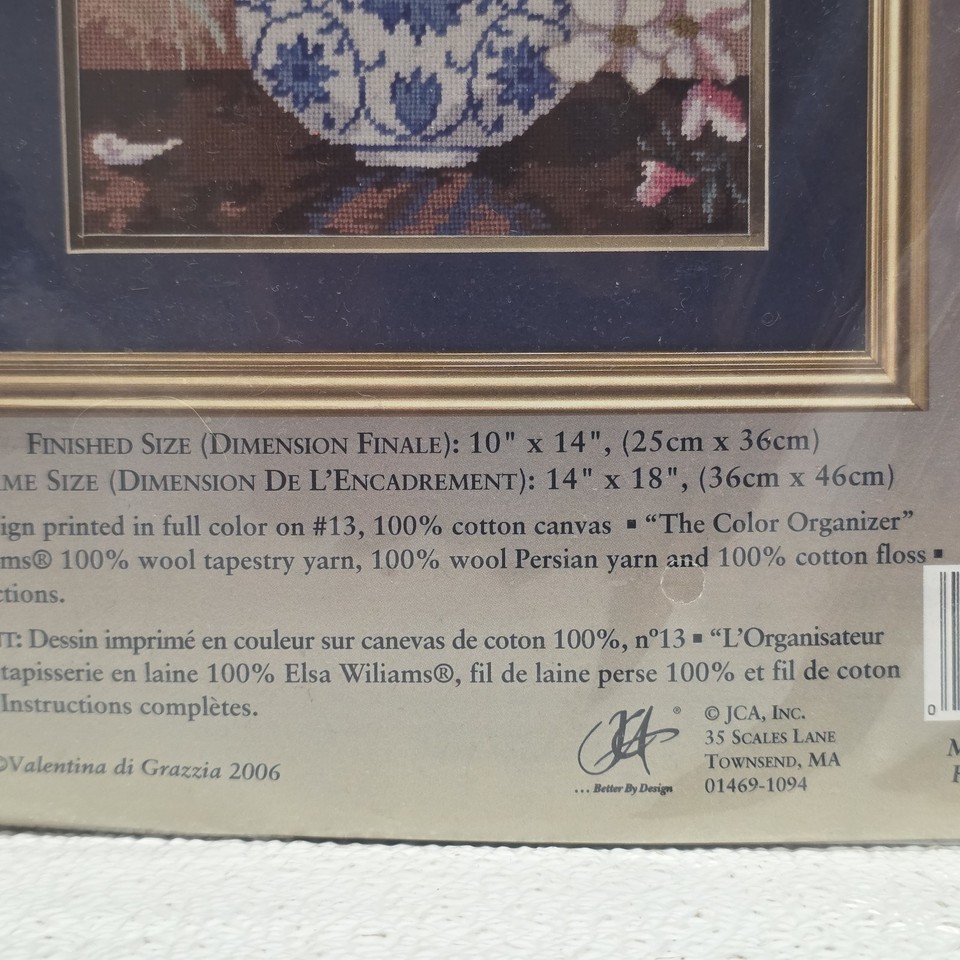 FINISHED SIZE (DIMENSION FINALE): 10" x 14", (25cm x 36cm)
ME SIZE (DIMENSION DE L'ENCADREMENT): 14" x 18", (36cm x 46cm)
ign printed in full color on #13, 100% cotton canvas ▪ “The Color Organizer”
ms® 100% wool tapestry yarn, 100% wool Persian yarn and 100% cotton floss ▪
ctions.
T: Dessin imprimé en couleur sur canevas de coton 100%, nº13 ▪ “L'Organisateur
tapisserie en laine 100% Elsa Wiliams®, fil de laine perse 100% et fil de coton
Instructions complètes.
©Valentina di Grazzia 2006
JCA ®
... Better By Design
© JCA, INC.
35 SCALES LANE
TOWNSEND, MA
01469-1094
0